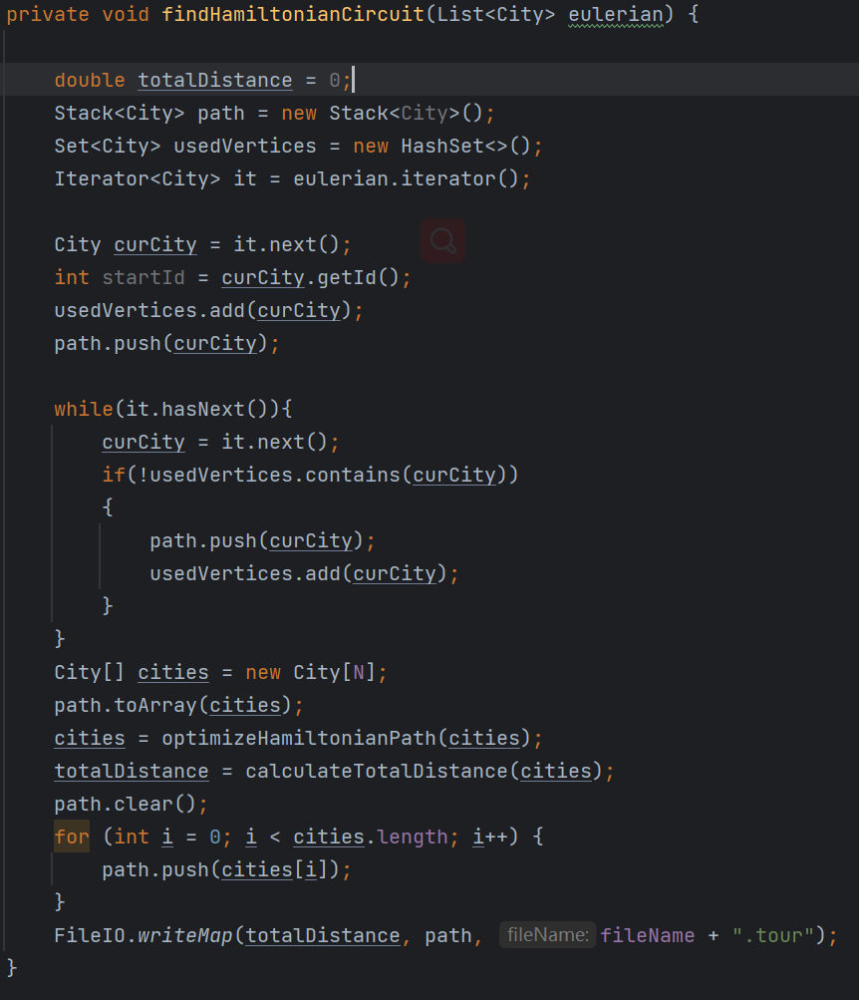 private void findHamiltonianCircuit(List<City> eulerian) {
double totalDistance = 0;
Stack<City> path = new Stack<City>();
Set<City> usedVertices = new HashSet<>();
Iterator<City> it = eulerian.iterator();
City curCity = it.next();
int startId = curCity.getId();
usedVertices.add(curCity);
path.push(curCity);
while(it.hasNext()){
curCity = it.next();
if(!usedVertices.contains(curCity))
{
path.push(curCity);
usedVertices.add(curCity);
}
}
City[] cities = new City[N];
path.toArray(cities);
cities = optimizeHamiltonianPath(cities);
totalDistance = calculateTotalDistance(cities);
path.clear();
for (int i = 0; i < cities.length; i++) {
path.push(cities[i]);
}
FileIO.writeMap(totalDistance, path, fileName: fileName + ".tour");
}